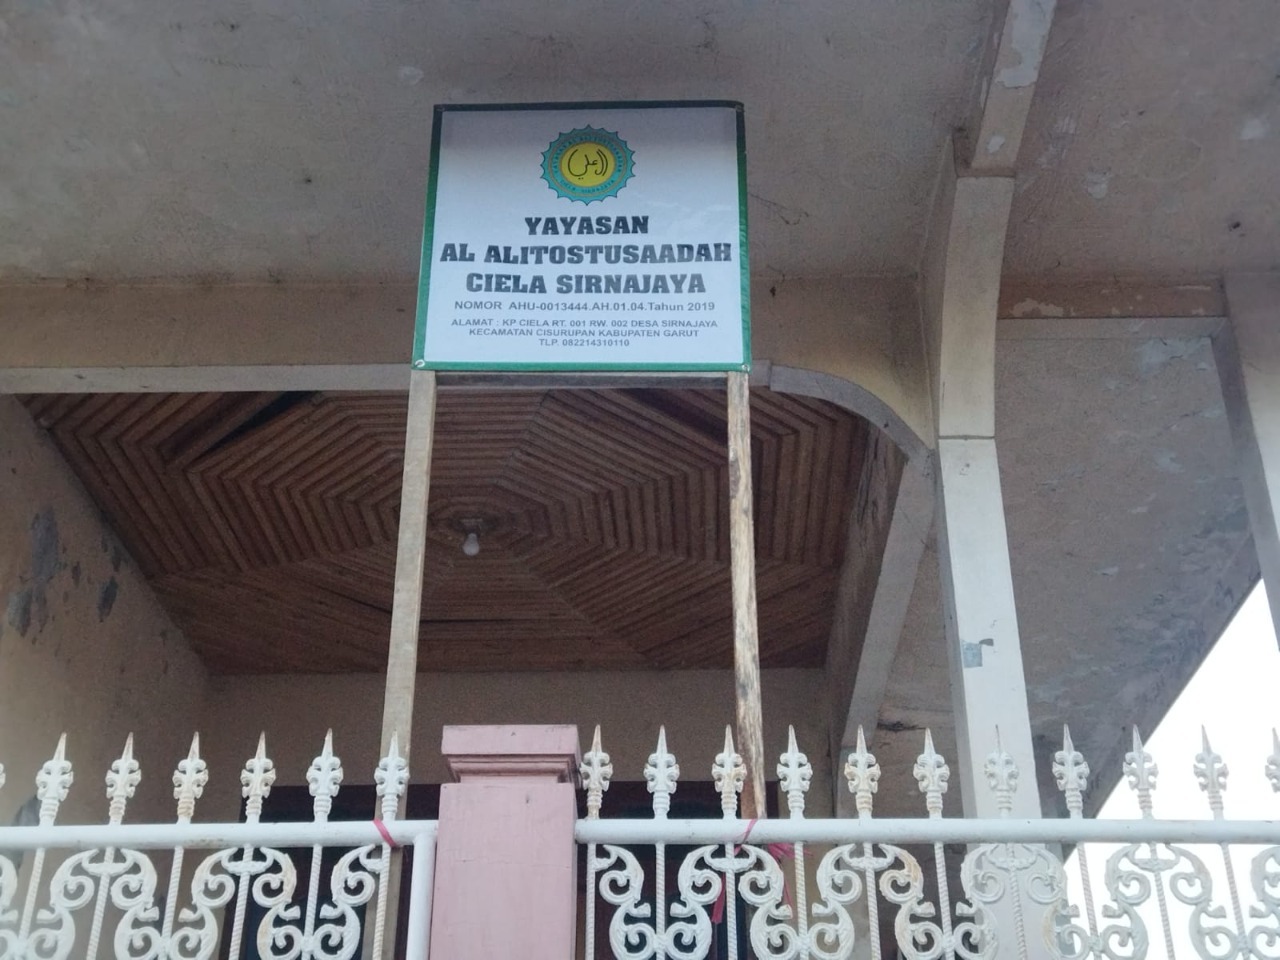 YAYASAN
AL ALITOSTUSAADAH
CIELA SIRNAJAYA
NOMOR AHU-0013444.AH.01.04.Tahun 2019
ALAMAT : KP CIELA RT. 001 RW. 002 DESA SIRNAJAYA
KECAMATAN CISURUPAN KABUPATEN GARUT
TLP. 082214310110